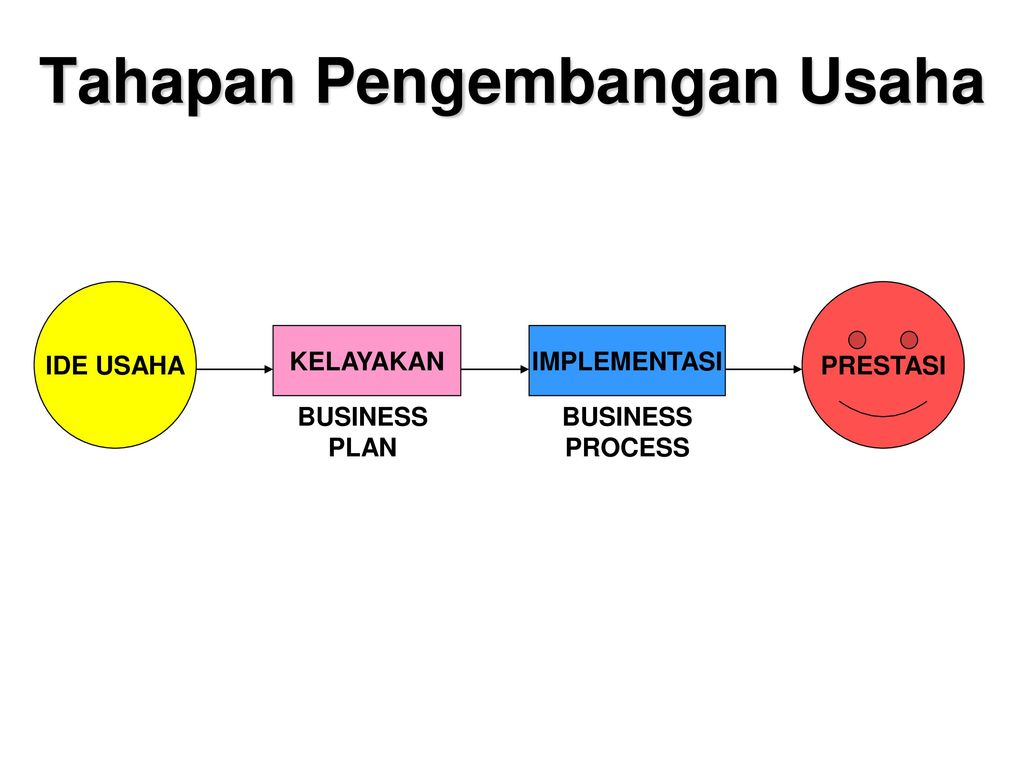 Tahapan Pengembangan Usaha
IDE USAHA
KELAYAKAN
IMPLEMENTASI
PRESTASI
BUSINESS
PLAN
BUSINESS
PROCESS